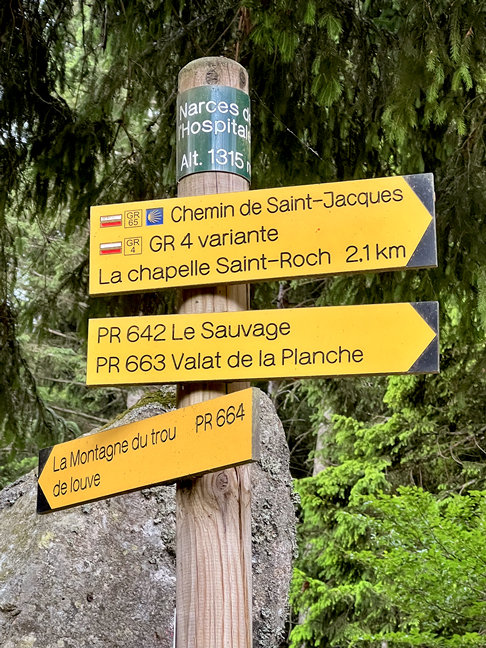 Narces de
l'Hospitalet
Alt. 1315 m
GR 65 Chemin de Saint-Jacques
GR 4 GR 4 variante
La chapelle Saint-Roch 2.1 km
PR 642 Le Sauvage
PR 663 Valat de la Planche
La Montagne du trou PR 664
de louve